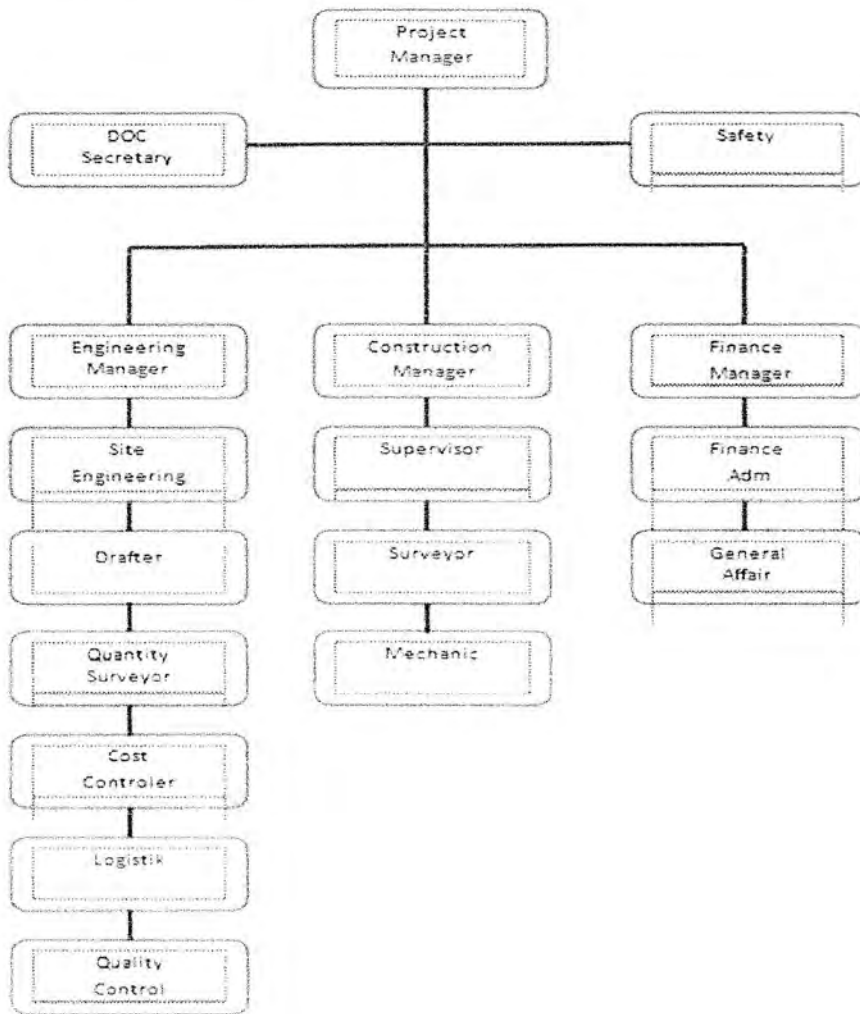 Project
Manager
DOC
Secretary
Safety
Engineering
Manager
Construction
Manager
Finance
Manager
Site
Engineering
Supervisor
Finance
Adm
Drafter
Surveyor
General
Affair
Quantity
Surveyor
Mechanic
Cost
Controler
Logistik
Quality
Control